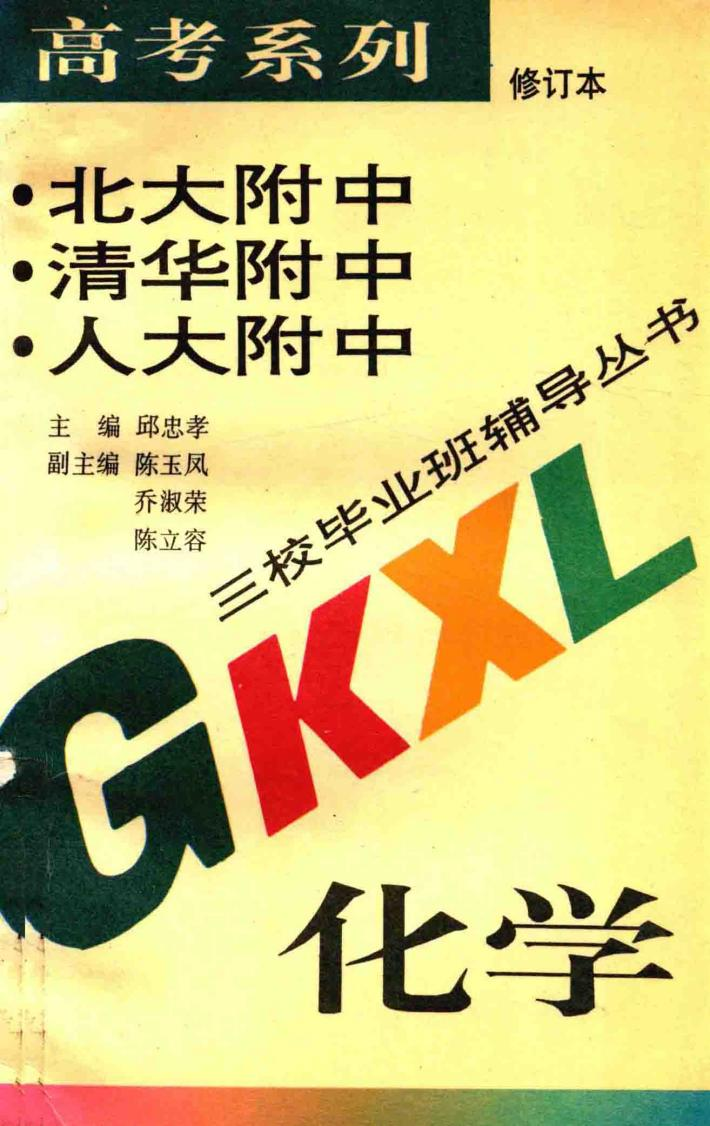 高考系列
修订本
·北大附中
·清华附中
·人大附中
主 编 邱忠孝
副主编 陈玉凤
乔淑荣
陈立容
三校毕业班辅导丛书
GKXL
化学